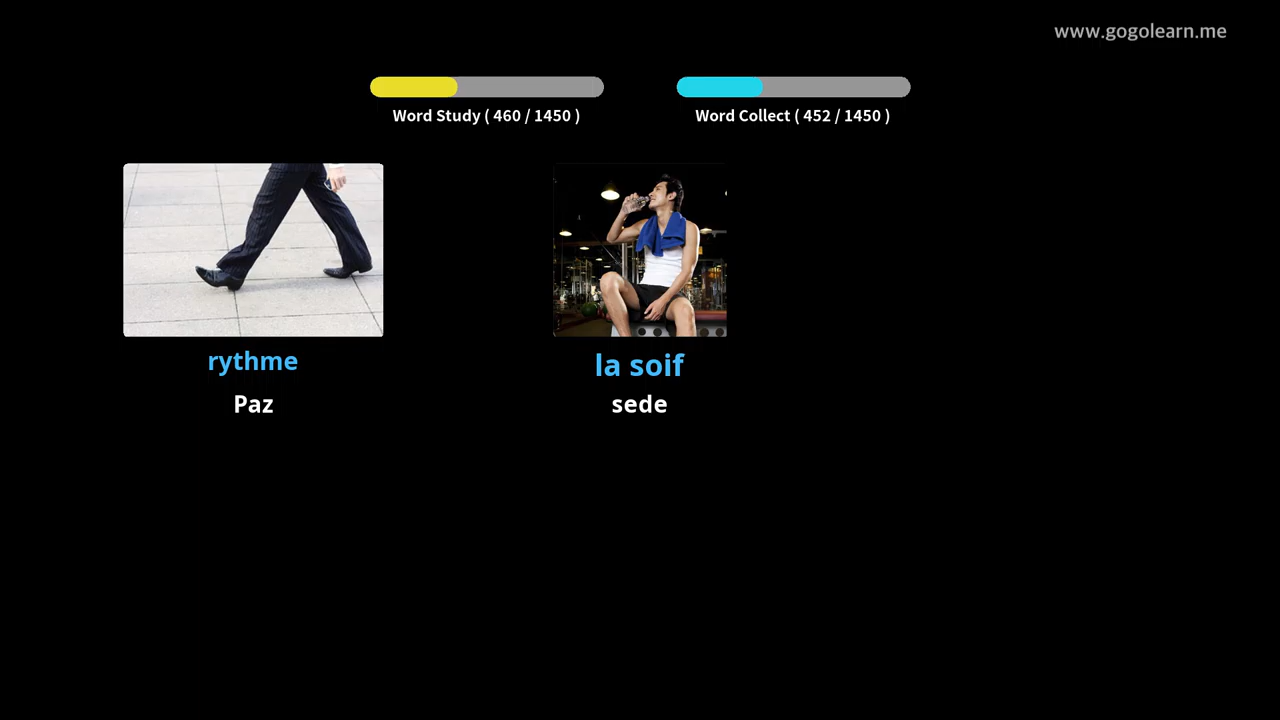 www.gogolearn.me
Word Study ( 460 / 1450 )
Word Collect ( 452 / 1450 )
rythme
Paz
la soif
sede